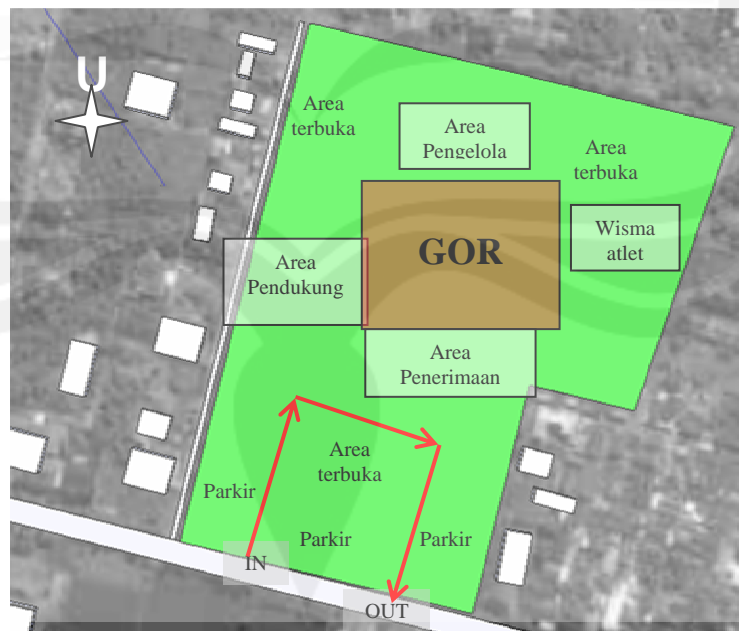 U
Area
terbuka
Area
Pengelola
Area
terbuka
Wisma
atlet
GOR
Area
Pendukung
Area
Penerimaan
Area
terbuka
Parkir
Parkir
Parkir
IN
OUT